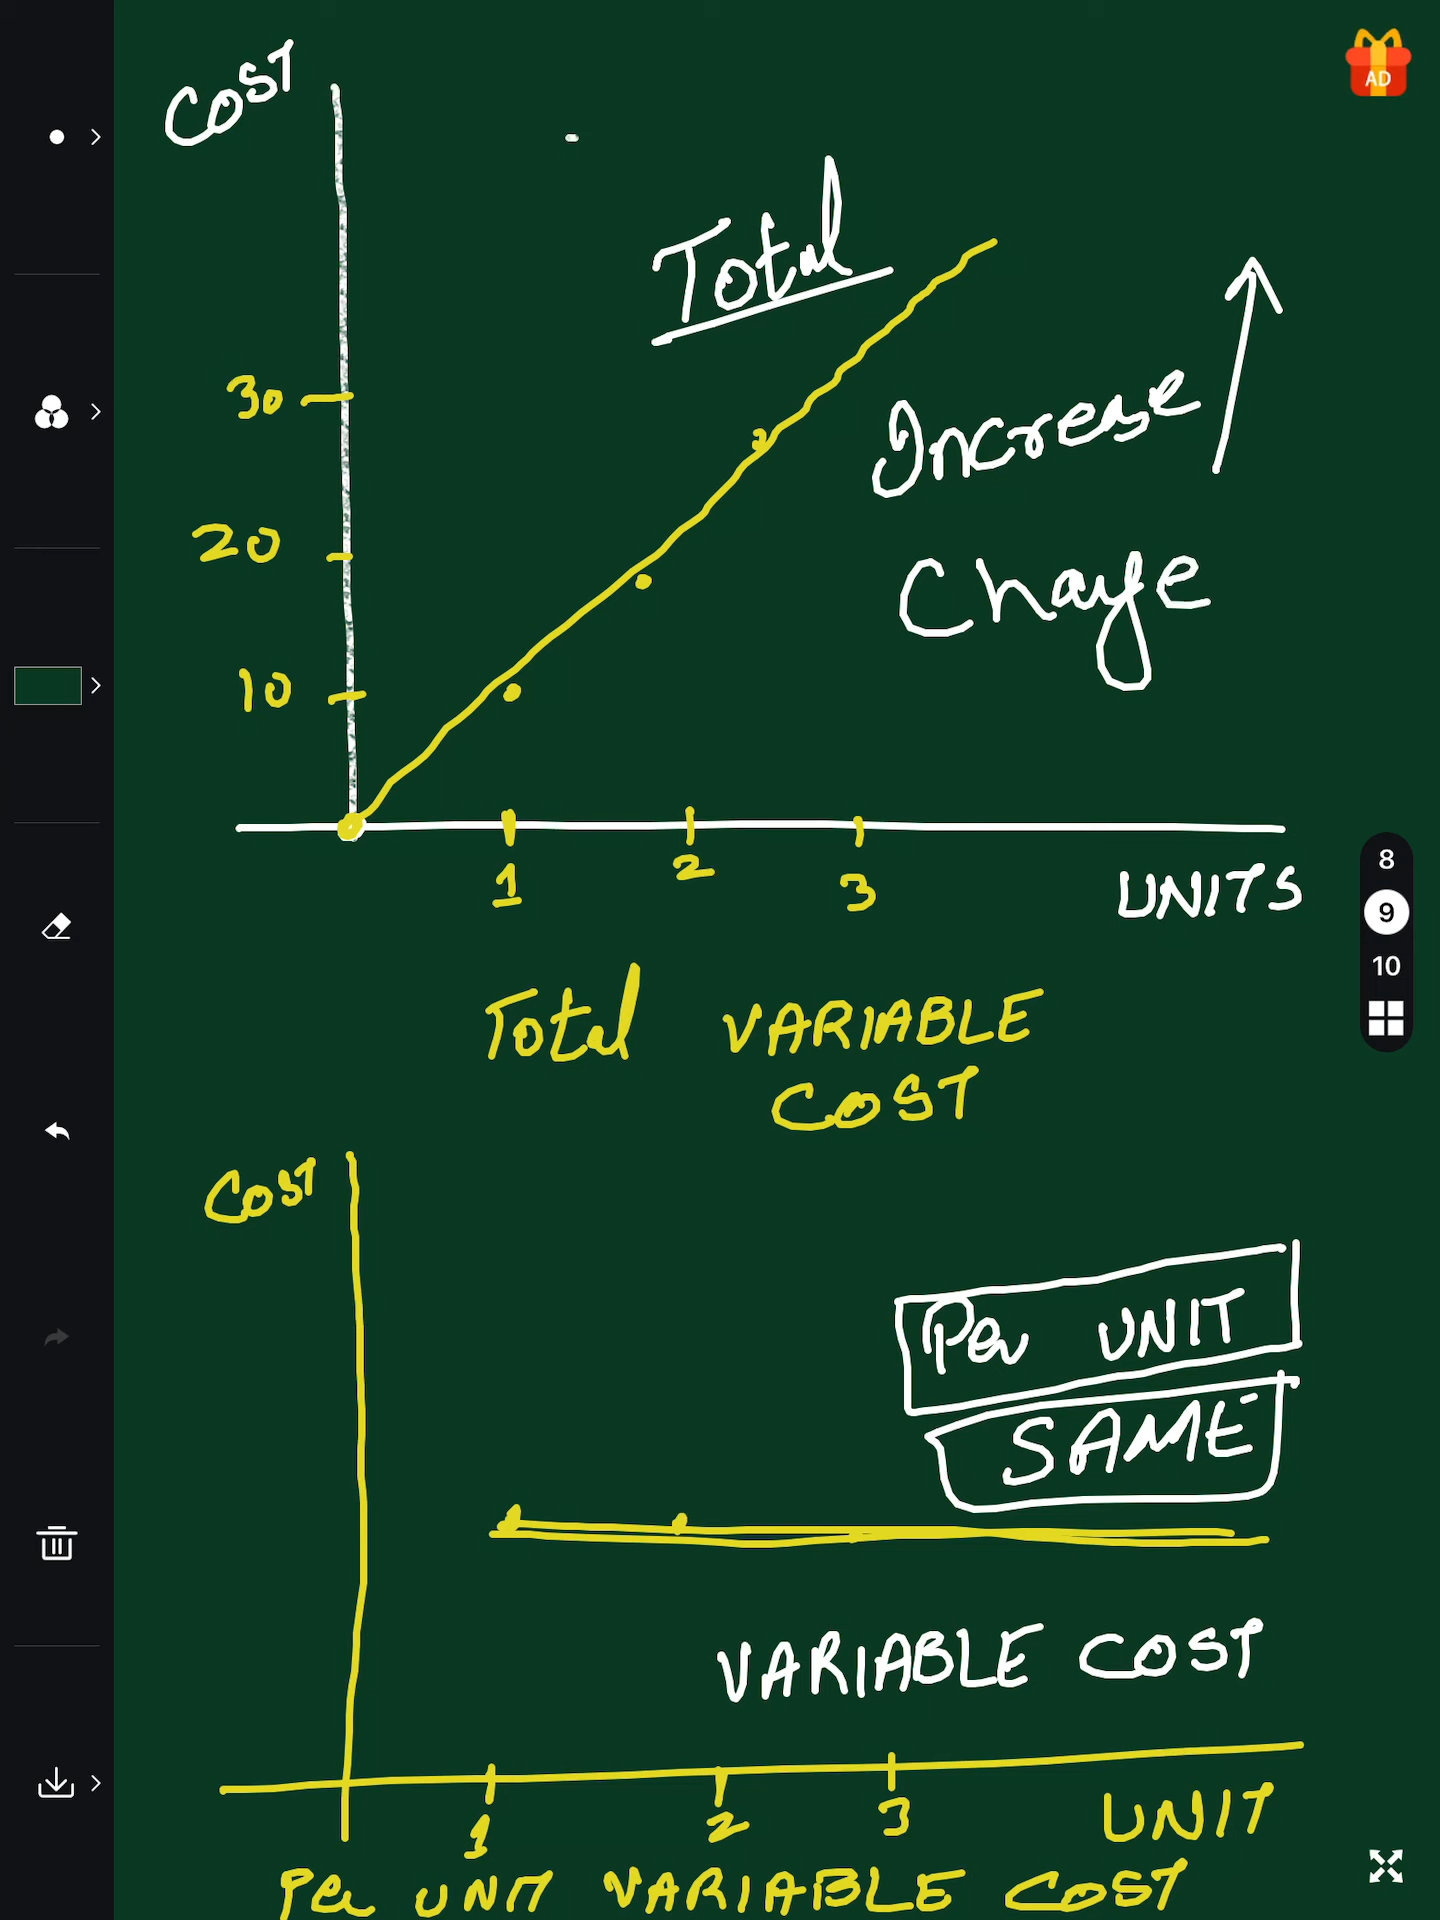 COST
AD
Total
30
Increase
20
Change
10
1 2 3
UNITS
8
9
10
Total VARIABLE
COST
COST
Per UNIT
SAME
VARIABLE COST
1 2 3 UNIT
Per UNIT VARIABLE COST